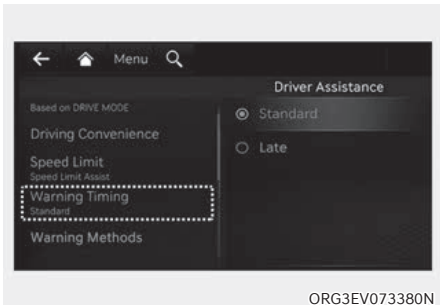 Menu
Driver Assistance
Based on DRIVE MODE
Driving Convenience
Speed Limit
Speed Limit Assist
Warning Timing
Standard
Warning Methods
Standard
Late
ORG3EV073380N